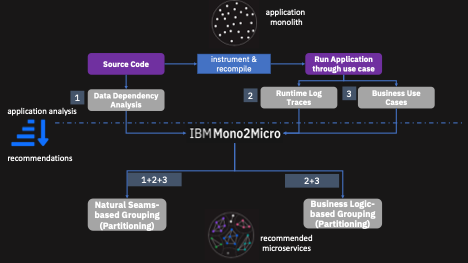 application
monolith
Source Code
instrument &
recompile
Run Application
through use case
1
Data Dependency
Analysis
2
Runtime Log
Traces
3
Business Use
Cases
application analysis
recommendations
IBM Mono2Micro
1+2+3
2+3
Natural Seams-
based Grouping
(Partitioning)
Business Logic-
based Grouping
(Partitioning)
recommended
microservices